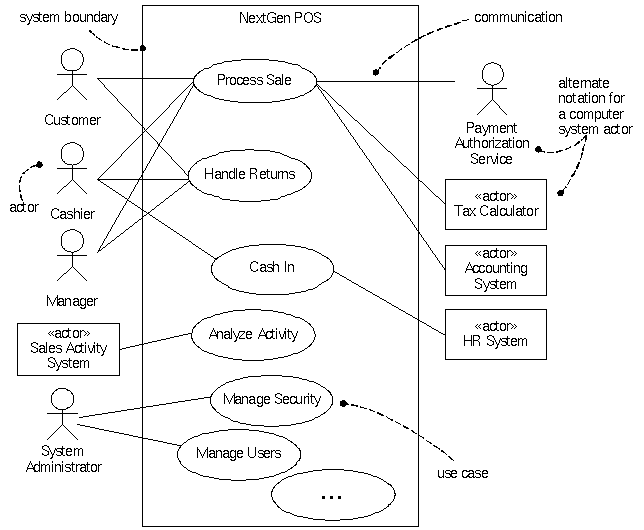 system boundary
NextGen POS
communication
Process Sale
alternate
notation for
a computer
system actor
Customer
Payment
Authorization
Service
Handle Returns
actor
Cashier
«actor»
Tax Calculator
Cash In
«actor»
Accounting
System
Manager
«actor»
Sales Activity
System
Analyze Activity
«actor»
HR System
Manage Security
System
Administrator
Manage Users
use case
...